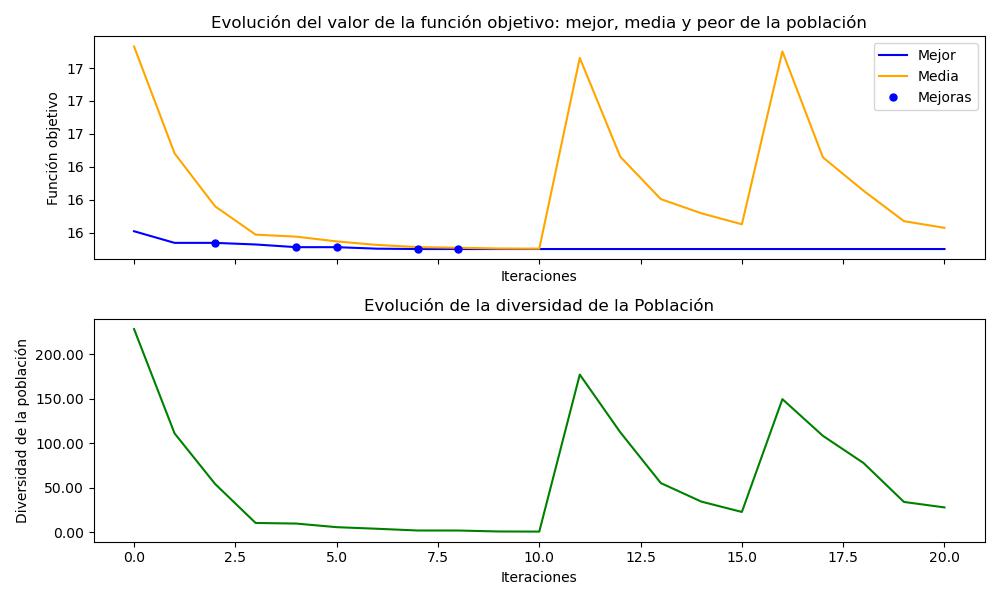 Evolución del valor de la función objetivo: mejor, media y peor de la población
Función objetivo
17
17
17
16
16
16
Mejor
Media
Mejoras
Iteraciones
Evolución de la diversidad de la Población
Diversidad de la población
200.00
150.00
100.00
50.00
0.00
0.0 2.5 5.0 7.5 10.0 12.5 15.0 17.5 20.0
Iteraciones